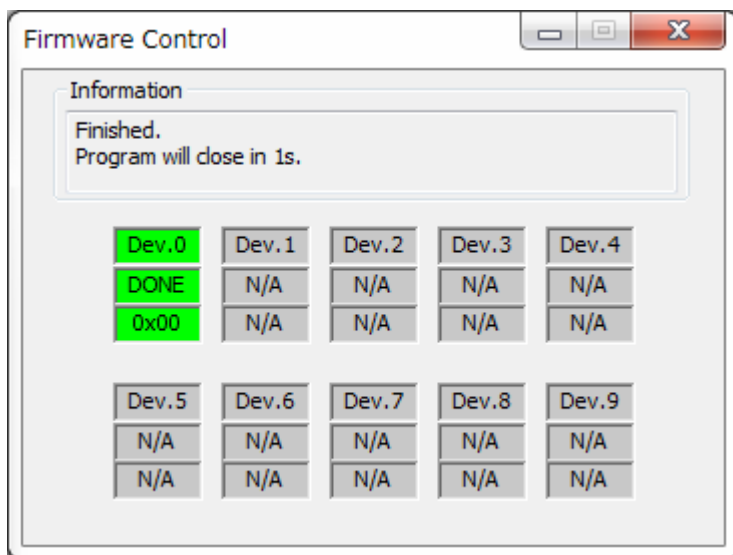 Firmware Control
Information
Finished.
Program will close in 1s.
Dev.0 Dev.1 Dev.2 Dev.3 Dev.4
DONE N/A N/A N/A N/A
0x00 N/A N/A N/A N/A
Dev.5 Dev.6 Dev.7 Dev.8 Dev.9
N/A N/A N/A N/A N/A
N/A N/A N/A N/A N/A